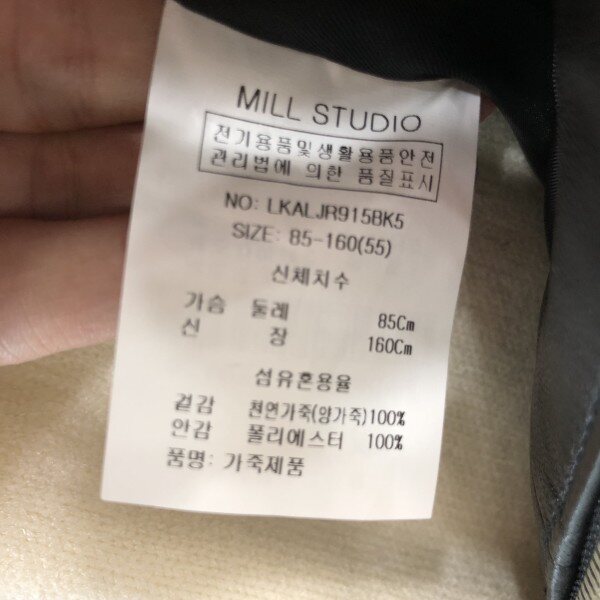 MILL STUDIO
전기용품및생활용품안전
관리법에 의한 품질표시
NO: LKALJR915BK5
SIZE: 85-160(55)
신체치수
가슴 둘레 85Cm
신 장 160Cm
섬유혼용율
겉감 천연가죽(양가죽)100%
안감 폴리에스터 100%
품명: 가죽제품